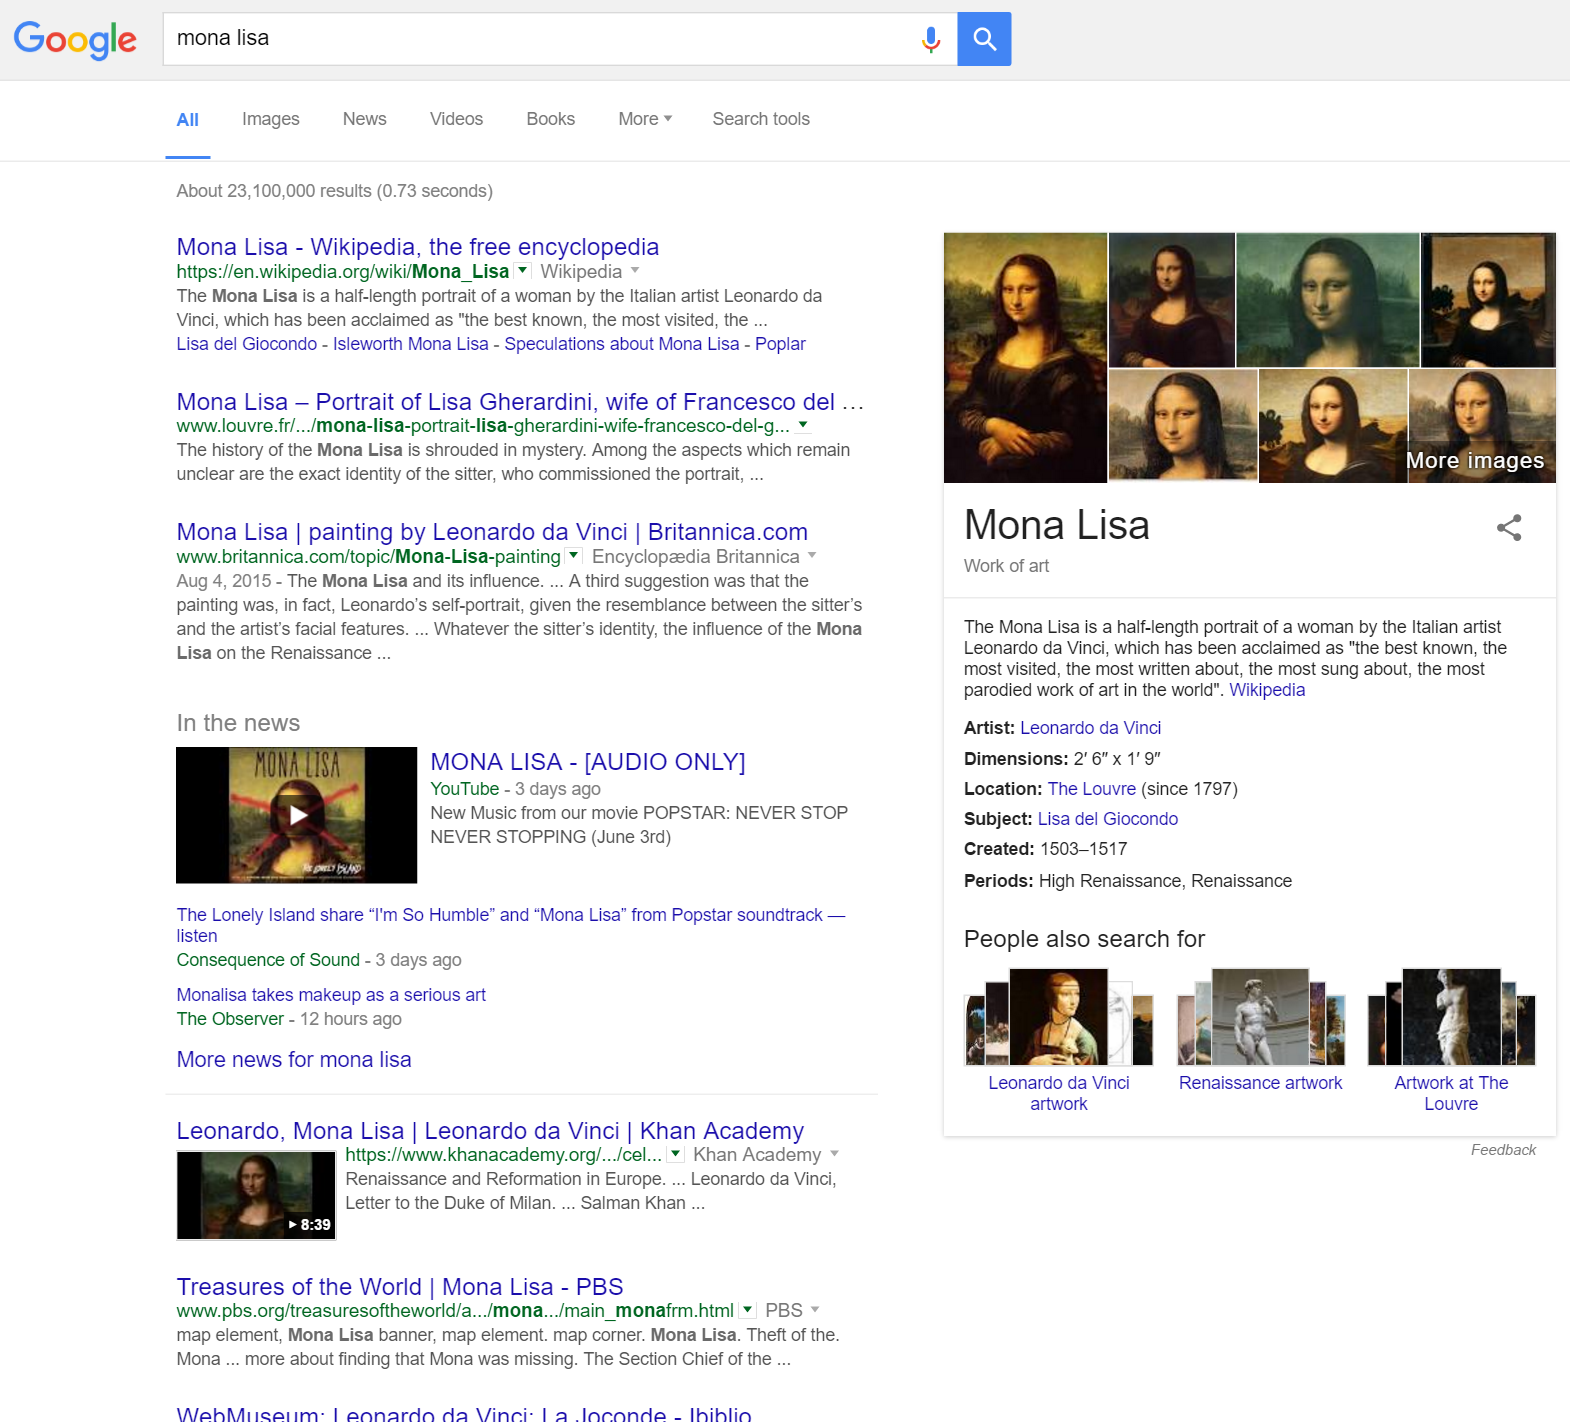 Google
mona lisa
All Images News Videos Books More Search tools
About 23,100,000 results (0.73 seconds)
Mona Lisa - Wikipedia, the free encyclopedia
https://en.wikipedia.org/wiki/Mona_Lisa Wikipedia
The Mona Lisa is a half-length portrait of a woman by the Italian artist Leonardo da
Vinci, which has been acclaimed as "the best known, the most visited, the ...
Lisa del Giocondo - Isleworth Mona Lisa - Speculations about Mona Lisa - Poplar
Mona Lisa – Portrait of Lisa Gherardini, wife of Francesco del ...
www.louvre.fr/.../mona-lisa-portrait-lisa-gherardini-wife-francesco-del-g...
The history of the Mona Lisa is shrouded in mystery. Among the aspects which remain
unclear are the exact identity of the sitter, who commissioned the portrait, ...
Mona Lisa | painting by Leonardo da Vinci | Britannica.com
www.britannica.com/topic/Mona-Lisa-painting Encyclopædia Britannica
Aug 4, 2015 - The Mona Lisa and its influence. ... A third suggestion was that the
painting was, in fact, Leonardo’s self-portrait, given the resemblance between the sitter’s
and the artist’s facial features. ... Whatever the sitter’s identity, the influence of the Mona
Lisa on the Renaissance ...
In the news
MONA LISA
THE LONELY ISLAND
MONA LISA - [AUDIO ONLY]
YouTube - 3 days ago
New Music from our movie POPSTAR: NEVER STOP
NEVER STOPPING (June 3rd)
The Lonely Island share “I'm So Humble” and “Mona Lisa” from Popstar soundtrack —
listen
Consequence of Sound - 3 days ago
Monalisa takes makeup as a serious art
The Observer - 12 hours ago
More news for mona lisa
Leonardo, Mona Lisa | Leonardo da Vinci | Khan Academy
8:39
https://www.khanacademy.org/.../cel... Khan Academy
Renaissance and Reformation in Europe. ... Leonardo da Vinci,
Letter to the Duke of Milan. ... Salman Khan ...
Treasures of the World | Mona Lisa - PBS
www.pbs.org/treasuresoftheworld/a.../mona.../main_monafrm.html PBS
map element, Mona Lisa banner, map element. map corner. Mona Lisa. Theft of the.
Mona ... more about finding that Mona was missing. The Section Chief of the ...
WebMuseum: Leonardo da Vinci: La Joconde - Ibiblio
More images
Mona Lisa
Work of art
The Mona Lisa is a half-length portrait of a woman by the Italian artist
Leonardo da Vinci, which has been acclaimed as "the best known, the
most visited, the most written about, the most sung about, the most
parodied work of art in the world". Wikipedia
Artist: Leonardo da Vinci
Dimensions: 2′ 6″ x 1′ 9″
Location: The Louvre (since 1797)
Subject: Lisa del Giocondo
Created: 1503–1517
Periods: High Renaissance, Renaissance
People also search for
Leonardo da Vinci
artwork
Renaissance artwork
Artwork at The
Louvre
Feedback